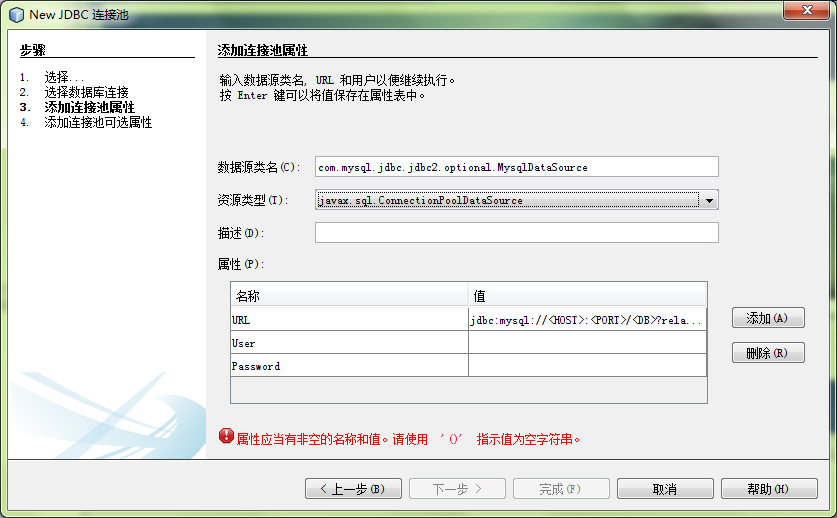 New JDBC 连接池
步骤
1. 选择...
2. 选择数据库连接
3. 添加连接池属性
4. 添加连接池可选属性
添加连接池属性
输入数据源类名, URL 和用户以便继续执行。
按 Enter 键可以将值保存在属性表中。
数据源类名(C): com.mysql.jdbc.jdbc2.optional.MysqlDataSource
资源类型(T): javax.sql.ConnectionPoolDataSource
描述(D):
属性(P):
名称 值
URL jdbc:mysql://<HOST>:<PORT>/<DB>?rela...
User
Password
添加(A)
删除(R)
属性应当有非空的名称和值。请使用 '()' 指示值为空字符串。
< 上一步(B) 下一步 > 完成(F) 取消 帮助(H)